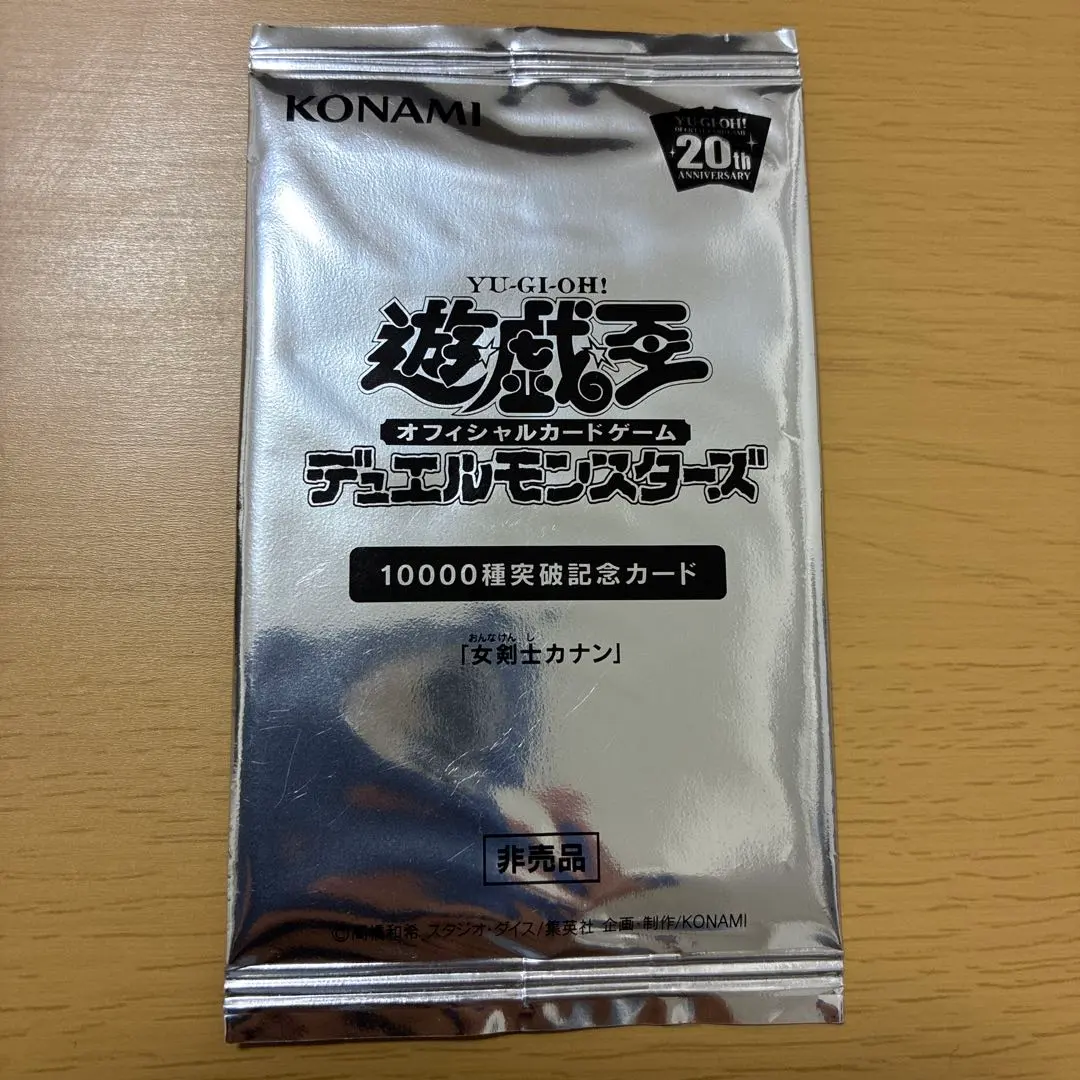 KONAMI
YU-GI-OH!
20th
ANNIVERSARY
YU-GI-OH!
遊☆戯☆王
オフィシャルカードゲーム
デュエルモンスターズ
10000種突破記念カード
おんなけんし
「女剣士カナン」
非売品
©高橋和希 スタジオ・ダイス/集英社 企画・制作/KONAMI